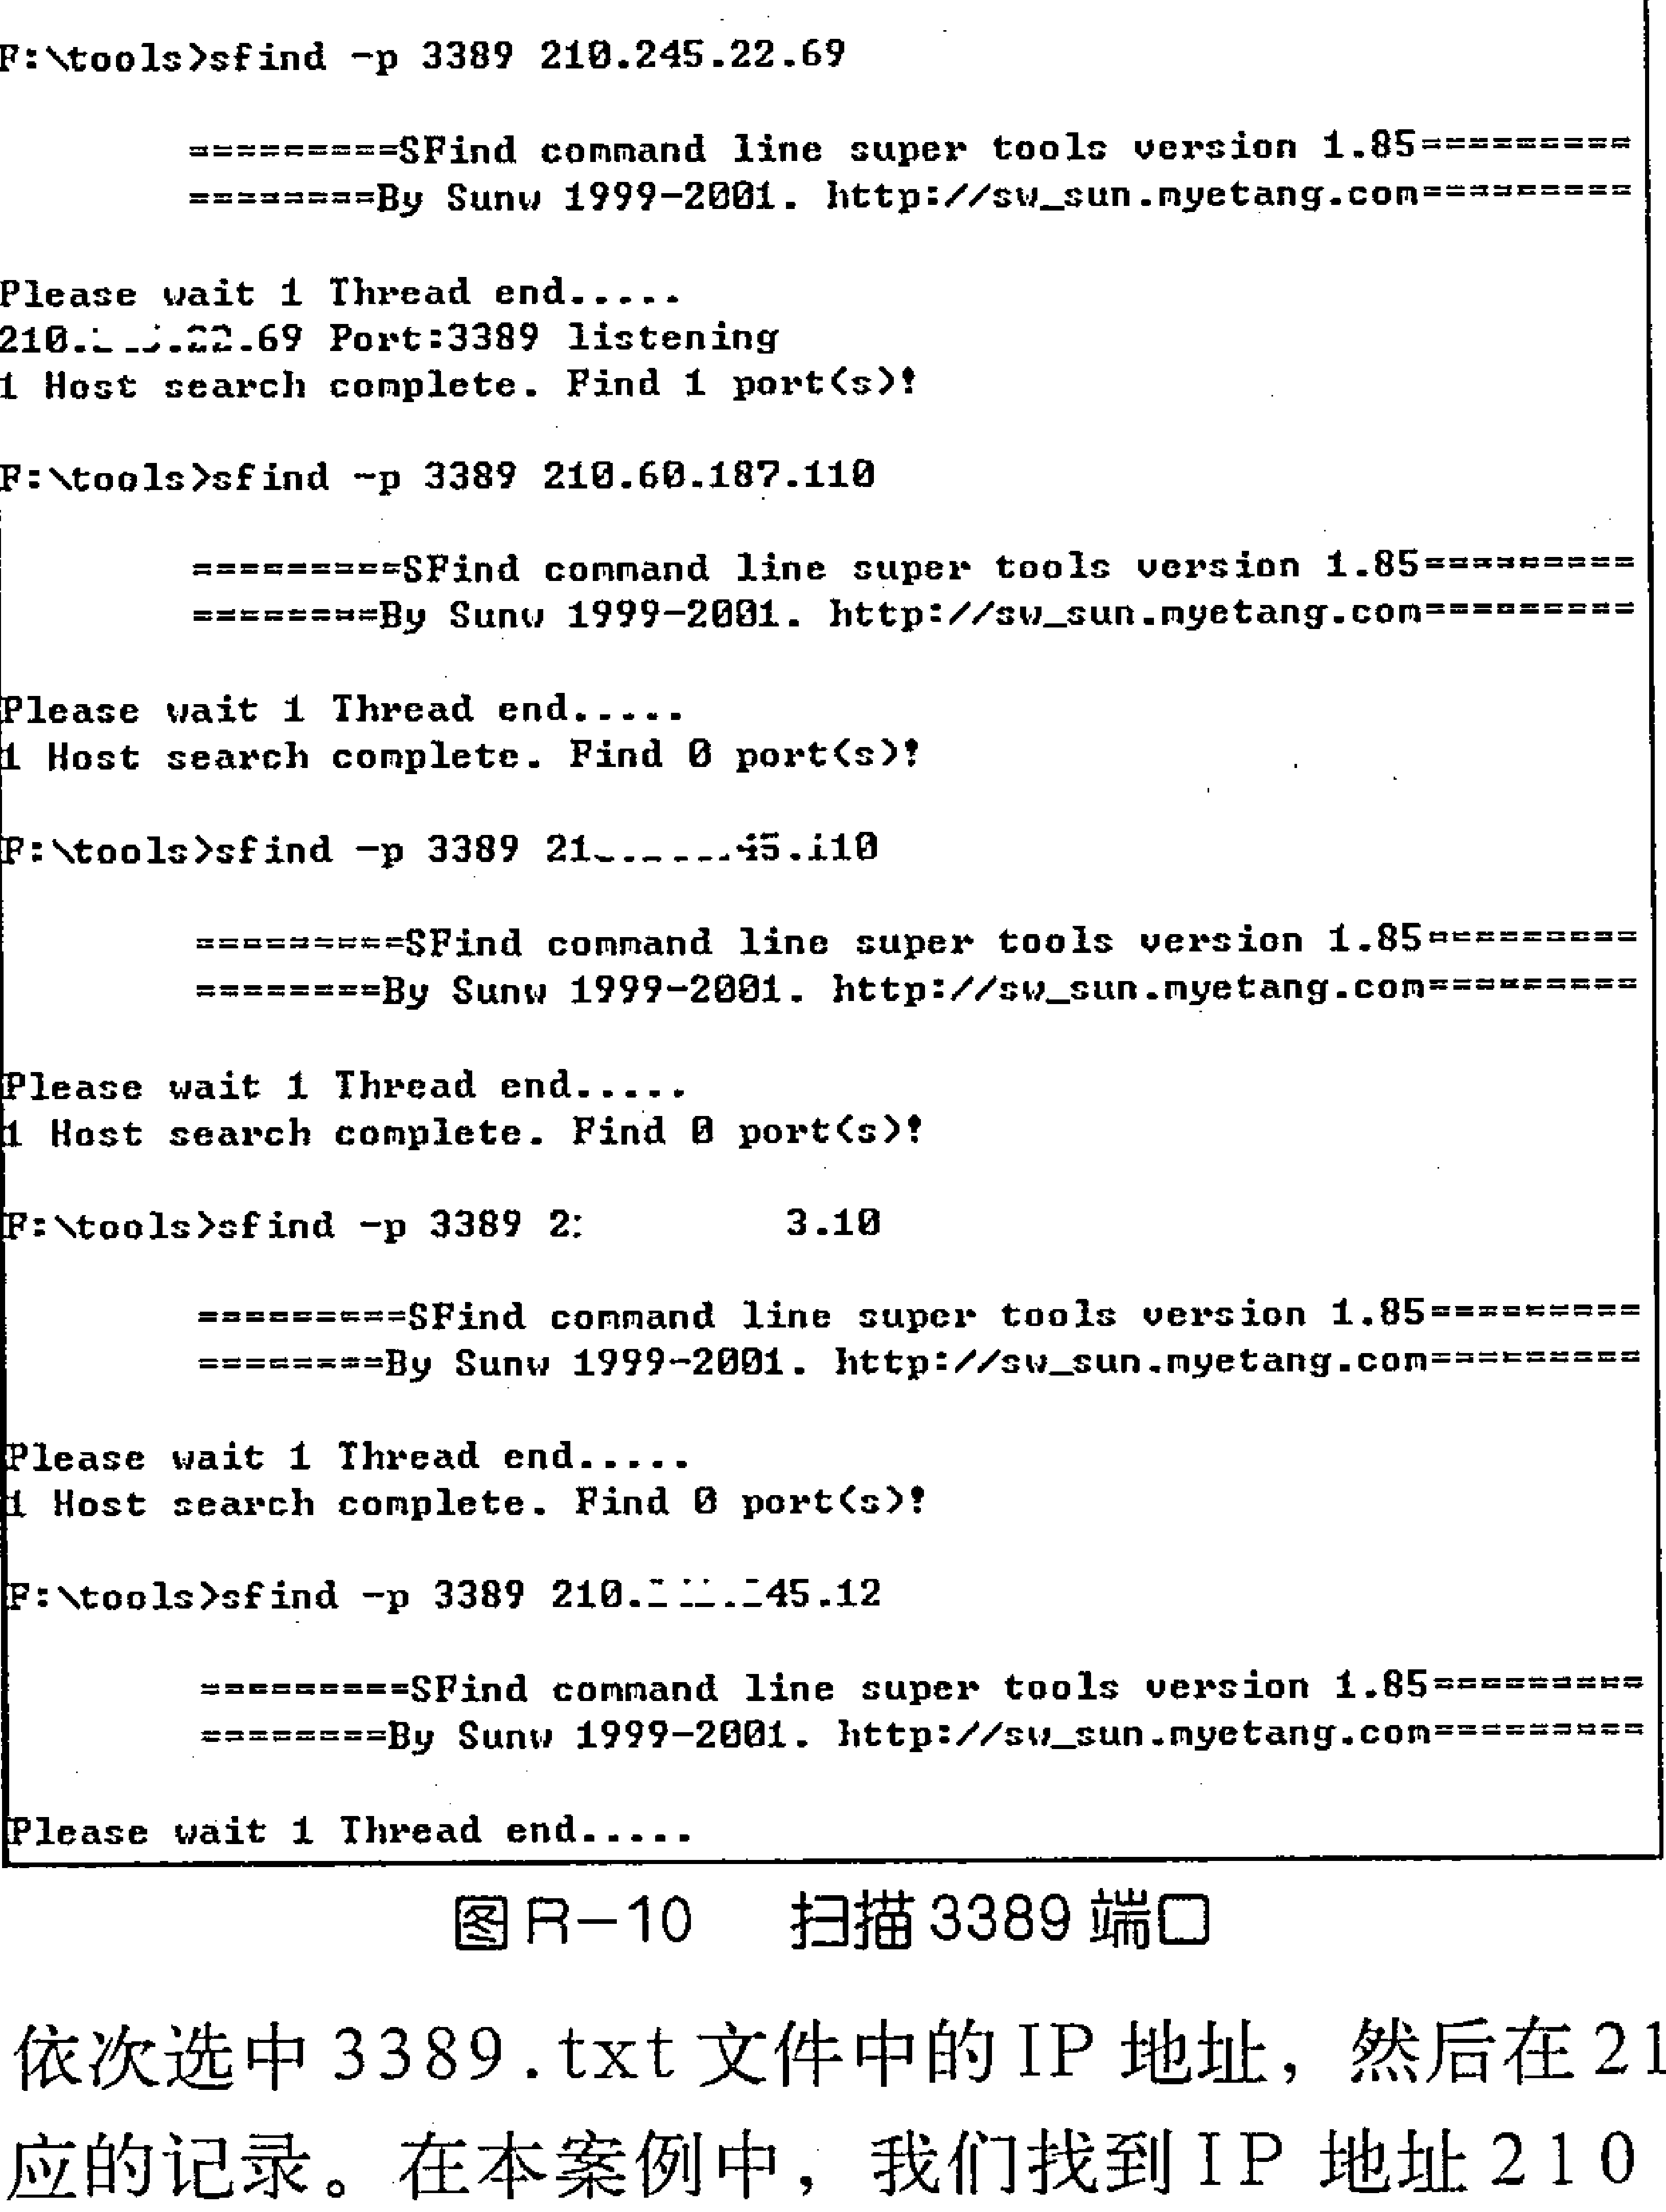 F:\tools>sfind -p 3389 210.245.22.69
=========SFind command line super tools version 1.85=========
========By Sunw 1999-2001. http://sw_sun.myetang.com=========
Please wait 1 Thread end.....
.22.69 Port:3389 listening
1 Host search complete. Find 1 port(s)!
F:\tools>sfind -p 3389 210.60.187.110
=========SFind command line super tools version 1.85=========
========By Sunw 1999-2001. http://sw_sun.myetang.com=========
Please wait 1 Thread end.....
1 Host search complete. Find 0 port(s)!
F:\tools>sfind -p 3389
=========SFind command line super tools version 1.85=========
========By Sunw 1999-2001. http://sw_sun.myetang.com=========
Please wait 1 Thread end.....
1 Host search complete. Find 0 port(s)!
F:\tools>sfind -p 3389 3.10
=========SFind command line super tools version 1.85=========
========By Sunw 1999-2001. http://sw_sun.myetang.com=========
Please wait 1 Thread end.....
1 Host search complete. Find 0 port(s)!
F:\tools>sfind -p 3389 210. 45.12
=========SFind command line super tools version 1.85=========
========By Sunw 1999-2001. http://sw_sun.myetang.com=========
Please wait 1 Thread end.....
图R-10 扫描3389端口
依次选中3389.txt文件中的IP地址，然后在21
应的记录。在本案例中，我们找到IP 地址210